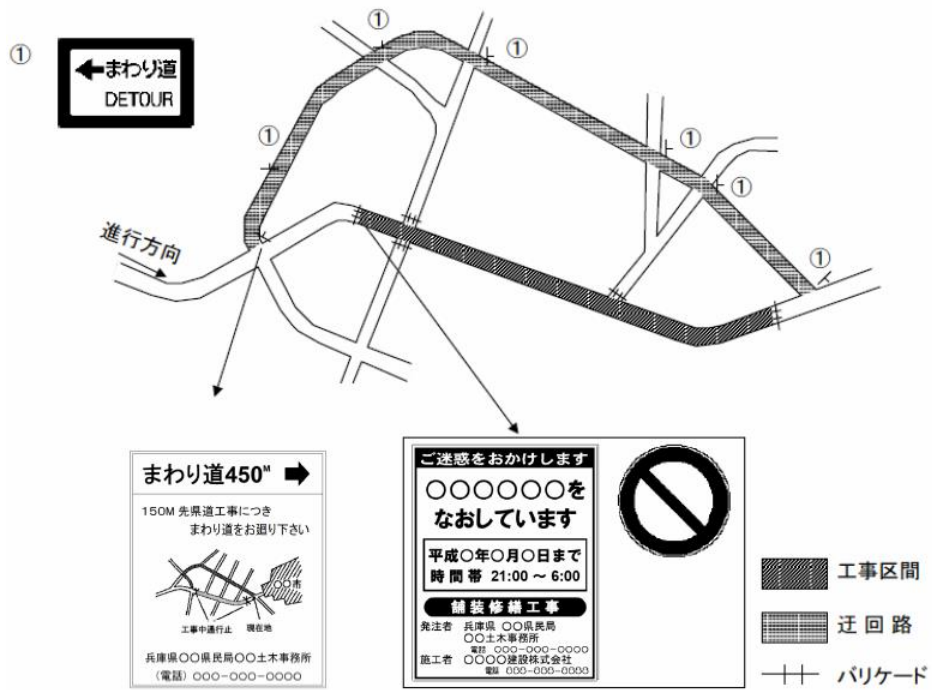 ①
まわり道
DETOUR
①
①
①
①
①
①
進行方向
まわり道450M
150M 先県道工事につき
まわり道をお廻り下さい
○○市
工事中通行止
現在地
兵庫県○○県民局○○土木事務所
(電話) ○○○-○○○-○○○○
ご迷惑をおかけします
○○○○○○を
なおしています
平成○年○月○日まで
時間帯 21:00 ~ 6:00
舗装修繕工事
発注者 兵庫県 ○○県民局
○○土木事務所
電話 ○○○-○○○-○○○○
施工者 ○○○○建設株式会社
電話 ○○○-○○○-○○○○
工事区間
迂回路
バリケード